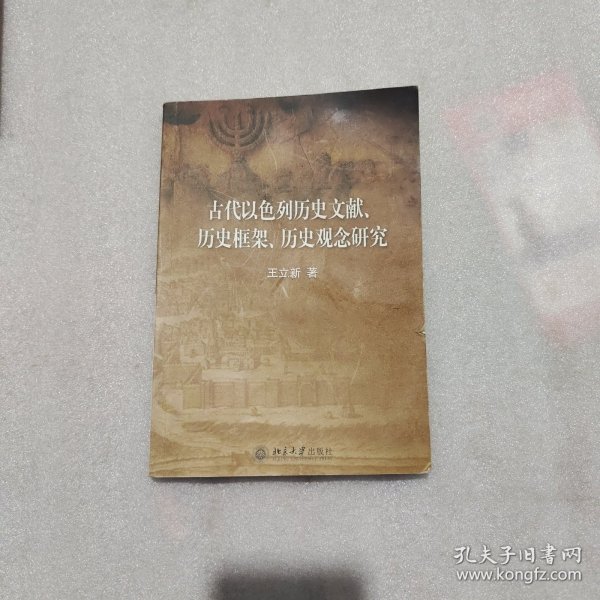 古代以色列历史文献、
历史框架、历史观念研究
王立新 著
北京大学出版社
孔夫子旧书网
www.kongfz.com